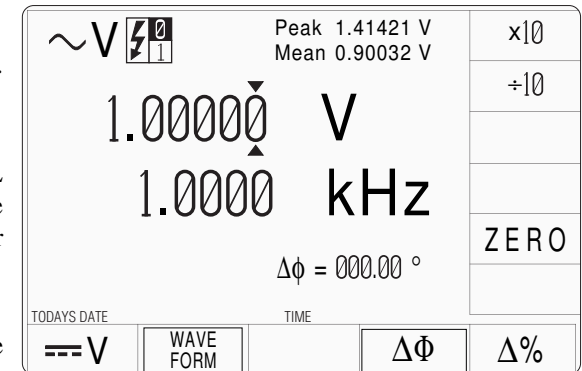 ∼V 0 1 Peak 1.41421 V x10
Mean 0.90032 V
÷10
1.00000 V
1.0000 kHz
ZERO
Δϕ = 000.00 °
TODAYS DATE TIME
V WAVE FORM ΔΦ Δ%